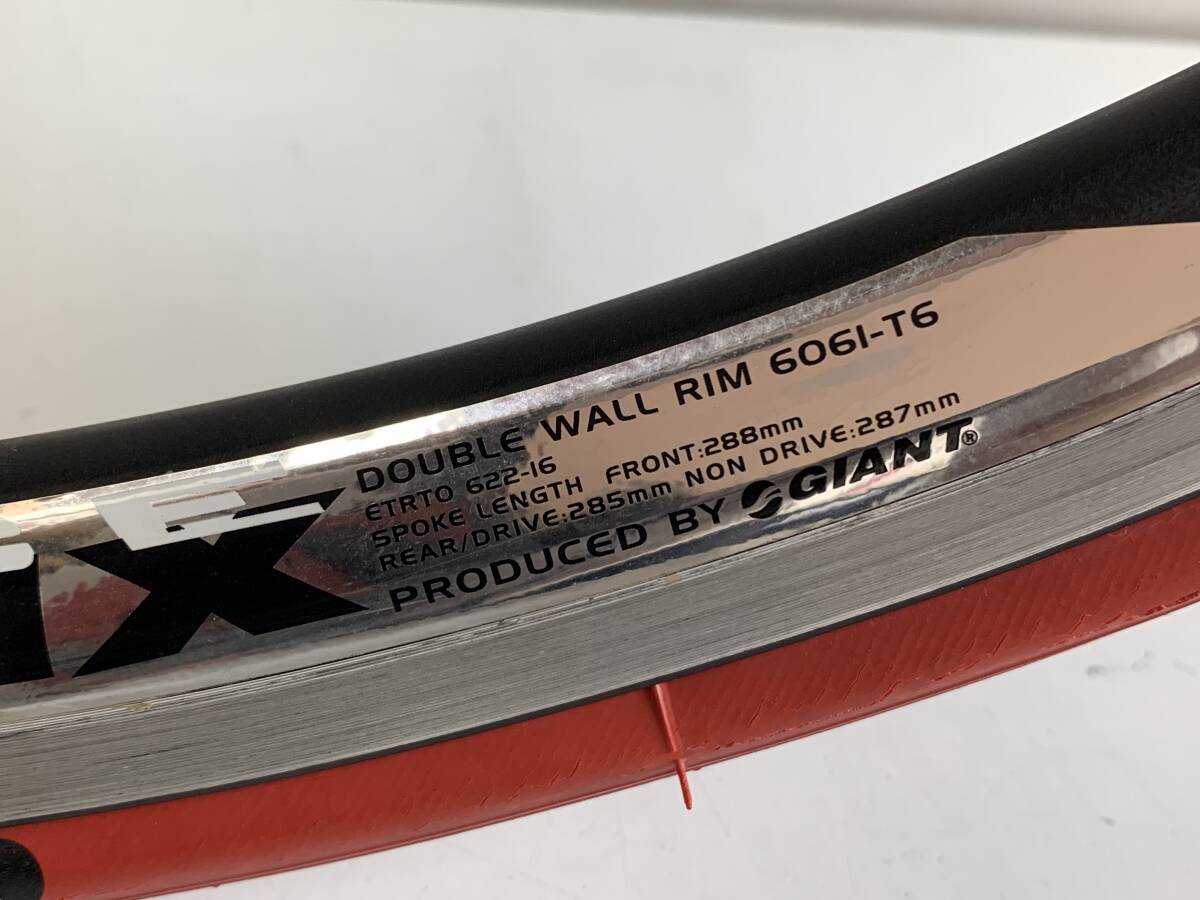 DOUBLE WALL RIM 6061-T6
ETRTO 622-16
SPOKE LENGTH FRONT:288mm
REAR/DRIVE:285mm NON DRIVE:287mm
PRODUCED BY GIANT®